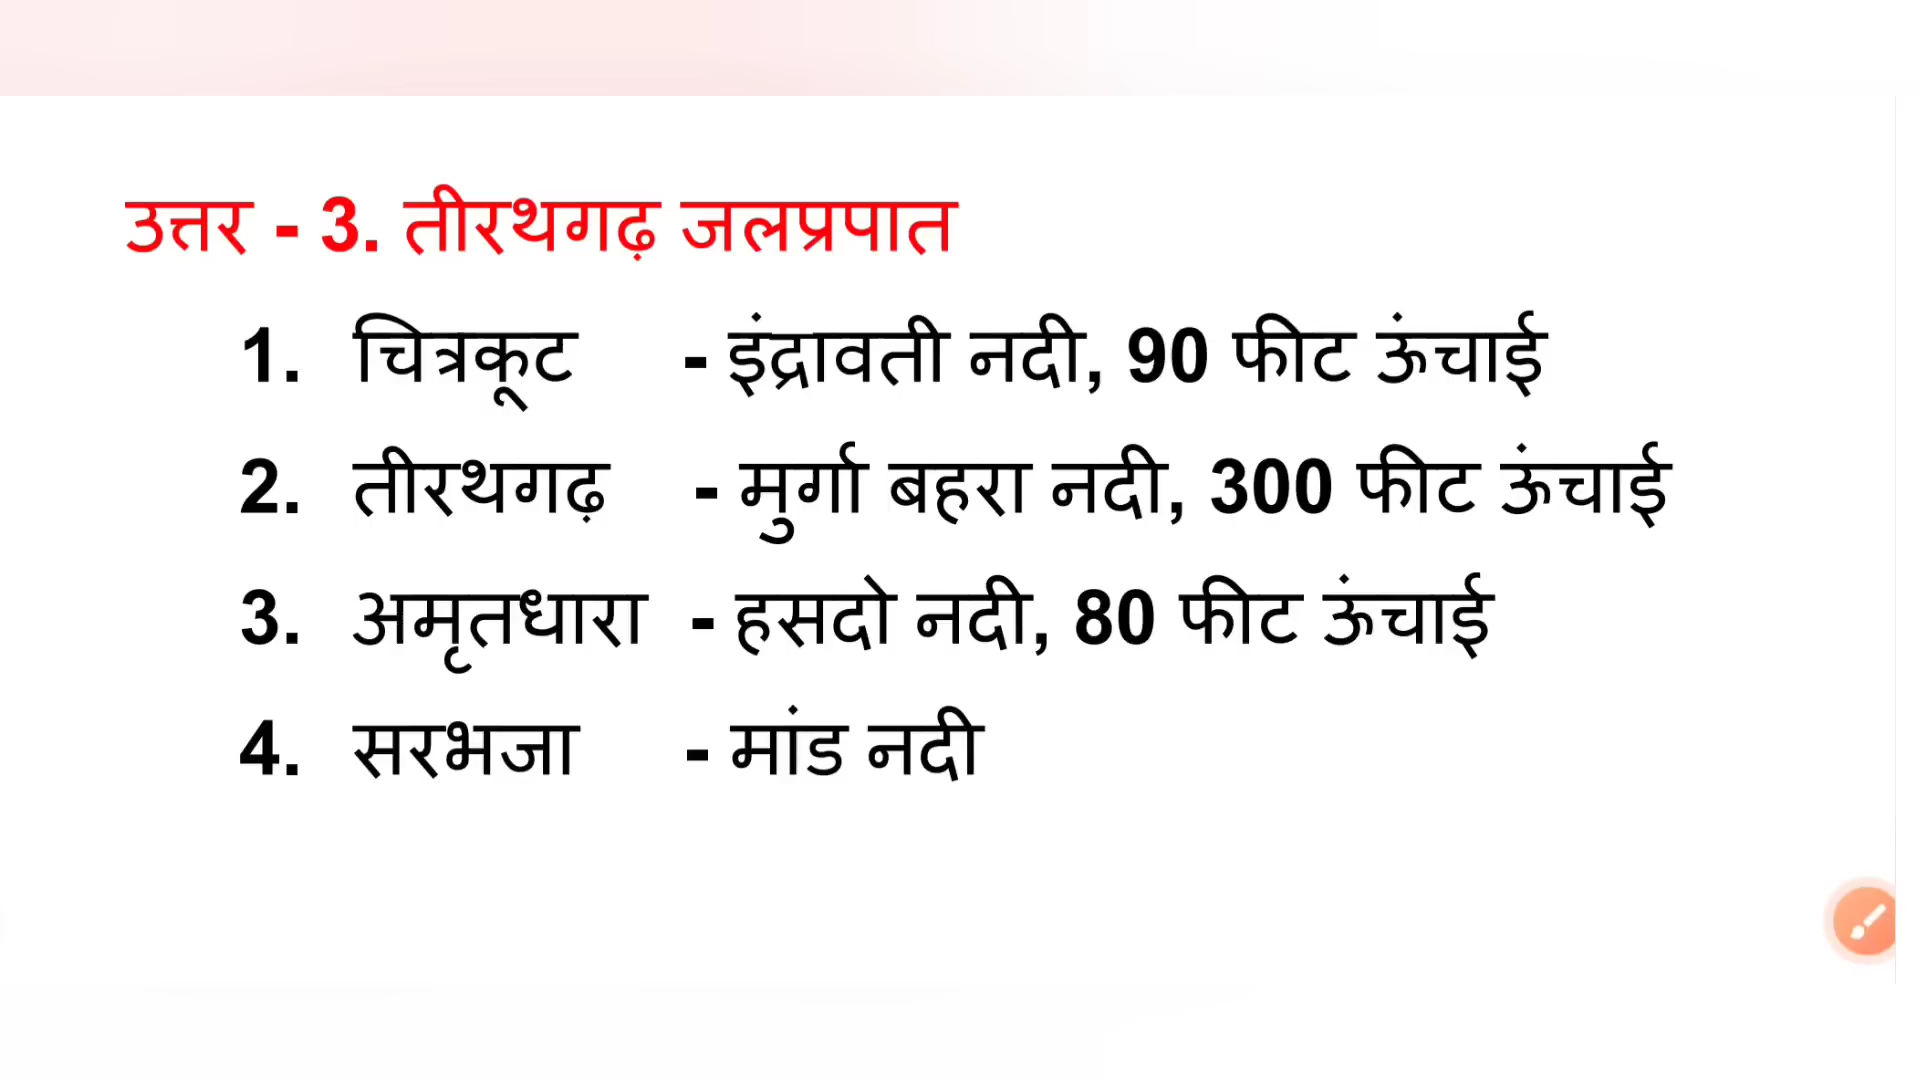 उत्तर - 3. तीरथगढ़ जलप्रपात
1. चित्रकूट - इंद्रावती नदी, 90 फीट ऊंचाई
2. तीरथगढ़ - मुर्गा बहरा नदी, 300 फीट ऊंचाई
3. अमृतधारा - हसदो नदी, 80 फीट ऊंचाई
4. सरभजा - मांड नदी